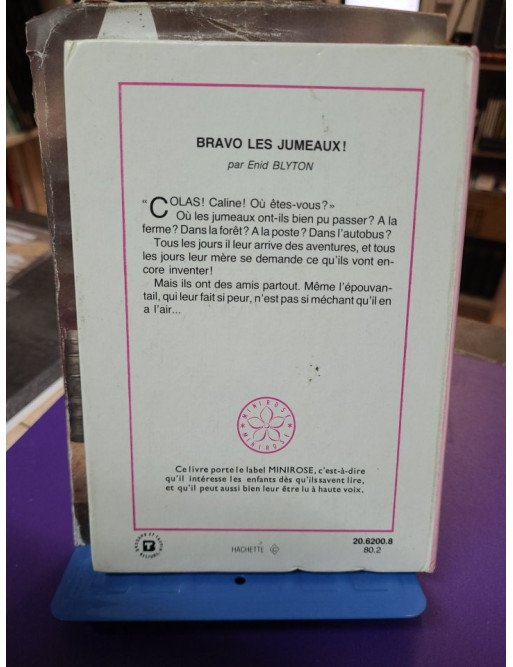 BRAVO LES JUMEAUX!
par Enid BLYTON
« COLAS! Caline! Où êtes-vous?»
Où les jumeaux ont-ils bien pu passer? A la
ferme? Dans la forêt? A la poste? Dans l'autobus?
Tous les jours il leur arrive des aventures, et tous
les jours leur mère se demande ce qu'ils vont en-
core inventer!
Mais ils ont des amis partout. Même l'épouvan-
tail, qui leur fait si peur, n'est pas si méchant qu'il en
a l'air...
MINIROSE
MINIROSE
Ce livre porte le label MINIROSE, c'est-à-dire
qu'il intéresse les enfants dès qu'ils savent lire,
et qu'il peut aussi bien leur être lu à haute voix.
HACHETTE ©
20.6200.8
80.2